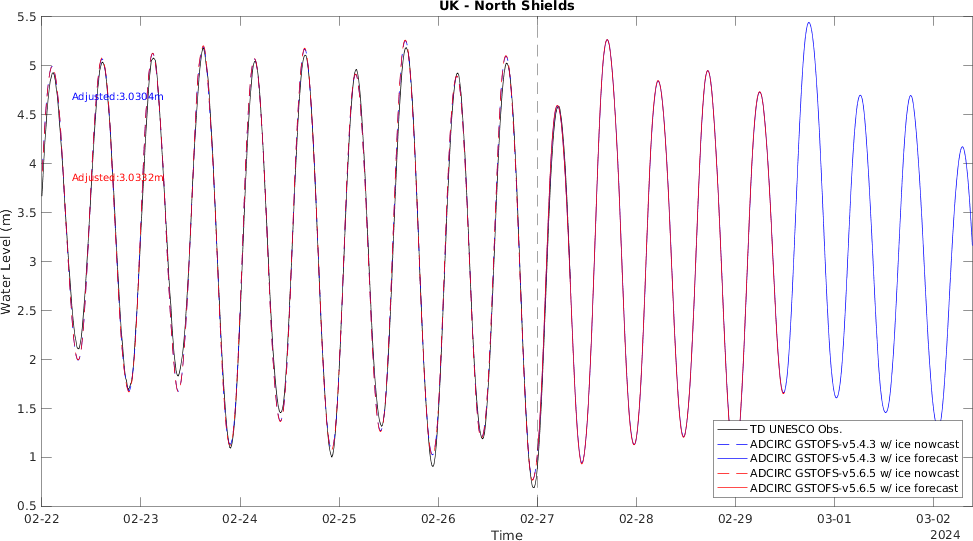 UK - North Shields
5.5
5
4.5
4
3.5
3
2.5
2
1.5
1
0.5
Water Level (m)
Adjusted:3.0304m
Adjusted:3.0332m
TD UNESCO Obs.
ADCIRC GSTOFS-v5.4.3 w/ ice nowcast
ADCIRC GSTOFS-v5.4.3 w/ ice forecast
ADCIRC GSTOFS-v5.6.5 w/ ice nowcast
ADCIRC GSTOFS-v5.6.5 w/ ice forecast
02-22 02-23 02-24 02-25 02-26 02-27 02-28 02-29 03-01 03-02
Time
2024